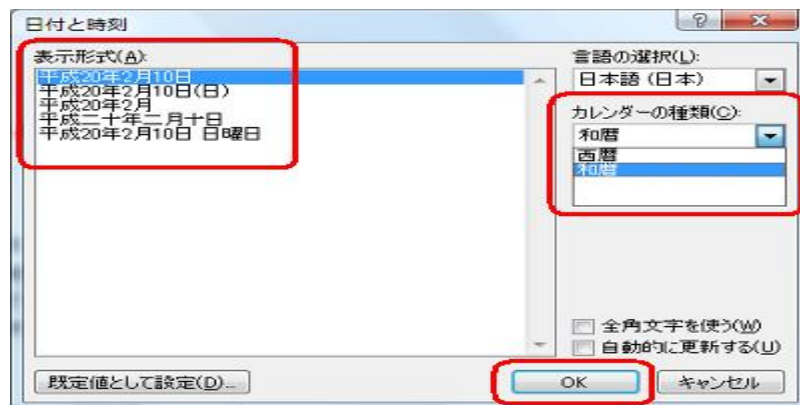 日付と時刻
表示形式(A):
平成20年2月10日
平成20年2月10日(日)
平成20年2月
平成二十年二月十日
平成20年2月10日 日曜日
言語の選択(L):
日本語 (日本)
カレンダーの種類(C):
和暦
西暦
和暦
全角文字を使う(W)
自動的に更新する(U)
既定値として設定(D)...
OK
キャンセル